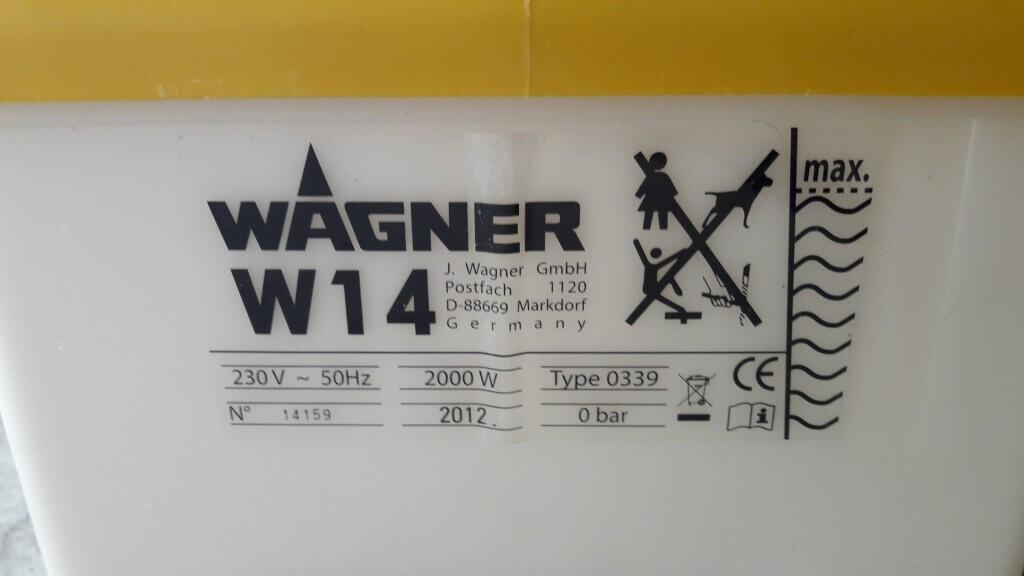 WAGNER
W14
J. Wagner GmbH
Postfach 1120
D-88669 Markdorf
Germany
max.
230 V ~ 50Hz
2000 W
Type 0339
CE
N° 14159
2012
0 bar